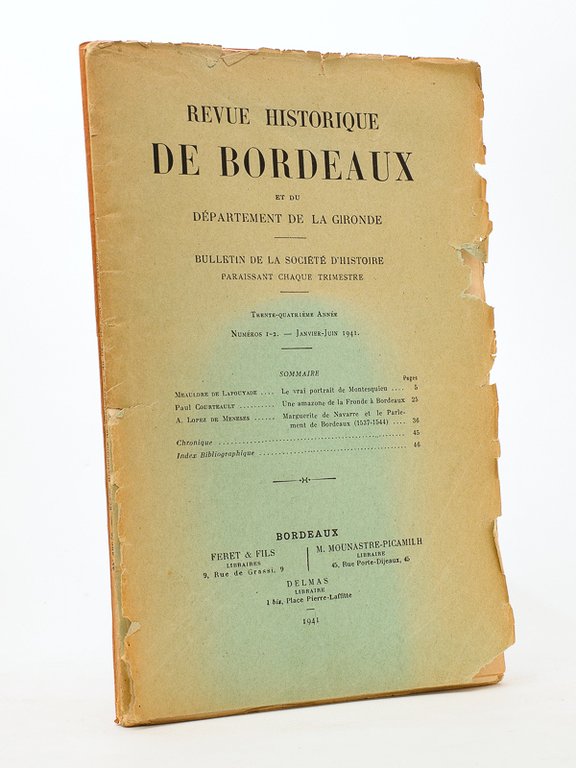 REVUE HISTORIQUE
DE BORDEAUX
ET DU
DÉPARTEMENT DE LA GIRONDE
BULLETIN DE LA SOCIÉTÉ D'HISTOIRE
PARAISSANT CHAQUE TRIMESTRE
TRENTE-QUATRIÈME ANNÉE
NUMÉROS 1-2. — JANVIER-JUIN 1941.
SOMMAIRE
Pages
MEAULDRE DE LAPOUYADE .... Le vrai portrait de Montesquieu .... 5
Paul COURTEAULT .......... Une amazone de la Fronde à Bordeaux 25
A. LOPEZ DE MENESES ...... Marguerite de Navarre et le Parle-
ment de Bordeaux (1537-1544) .... 36
Chronique .................... 45
Index Bibliographique .................... 46
BORDEAUX
FERET & FILS
LIBRAIRES
9, Rue de Grassi, 9
M. MOUNASTRE-PICAMILH
LIBRAIRE
45, Rue Porte-Dijeaux, 45
DELMAS
LIBRAIRE
1 bis, Place Pierre-Laffitte
1941